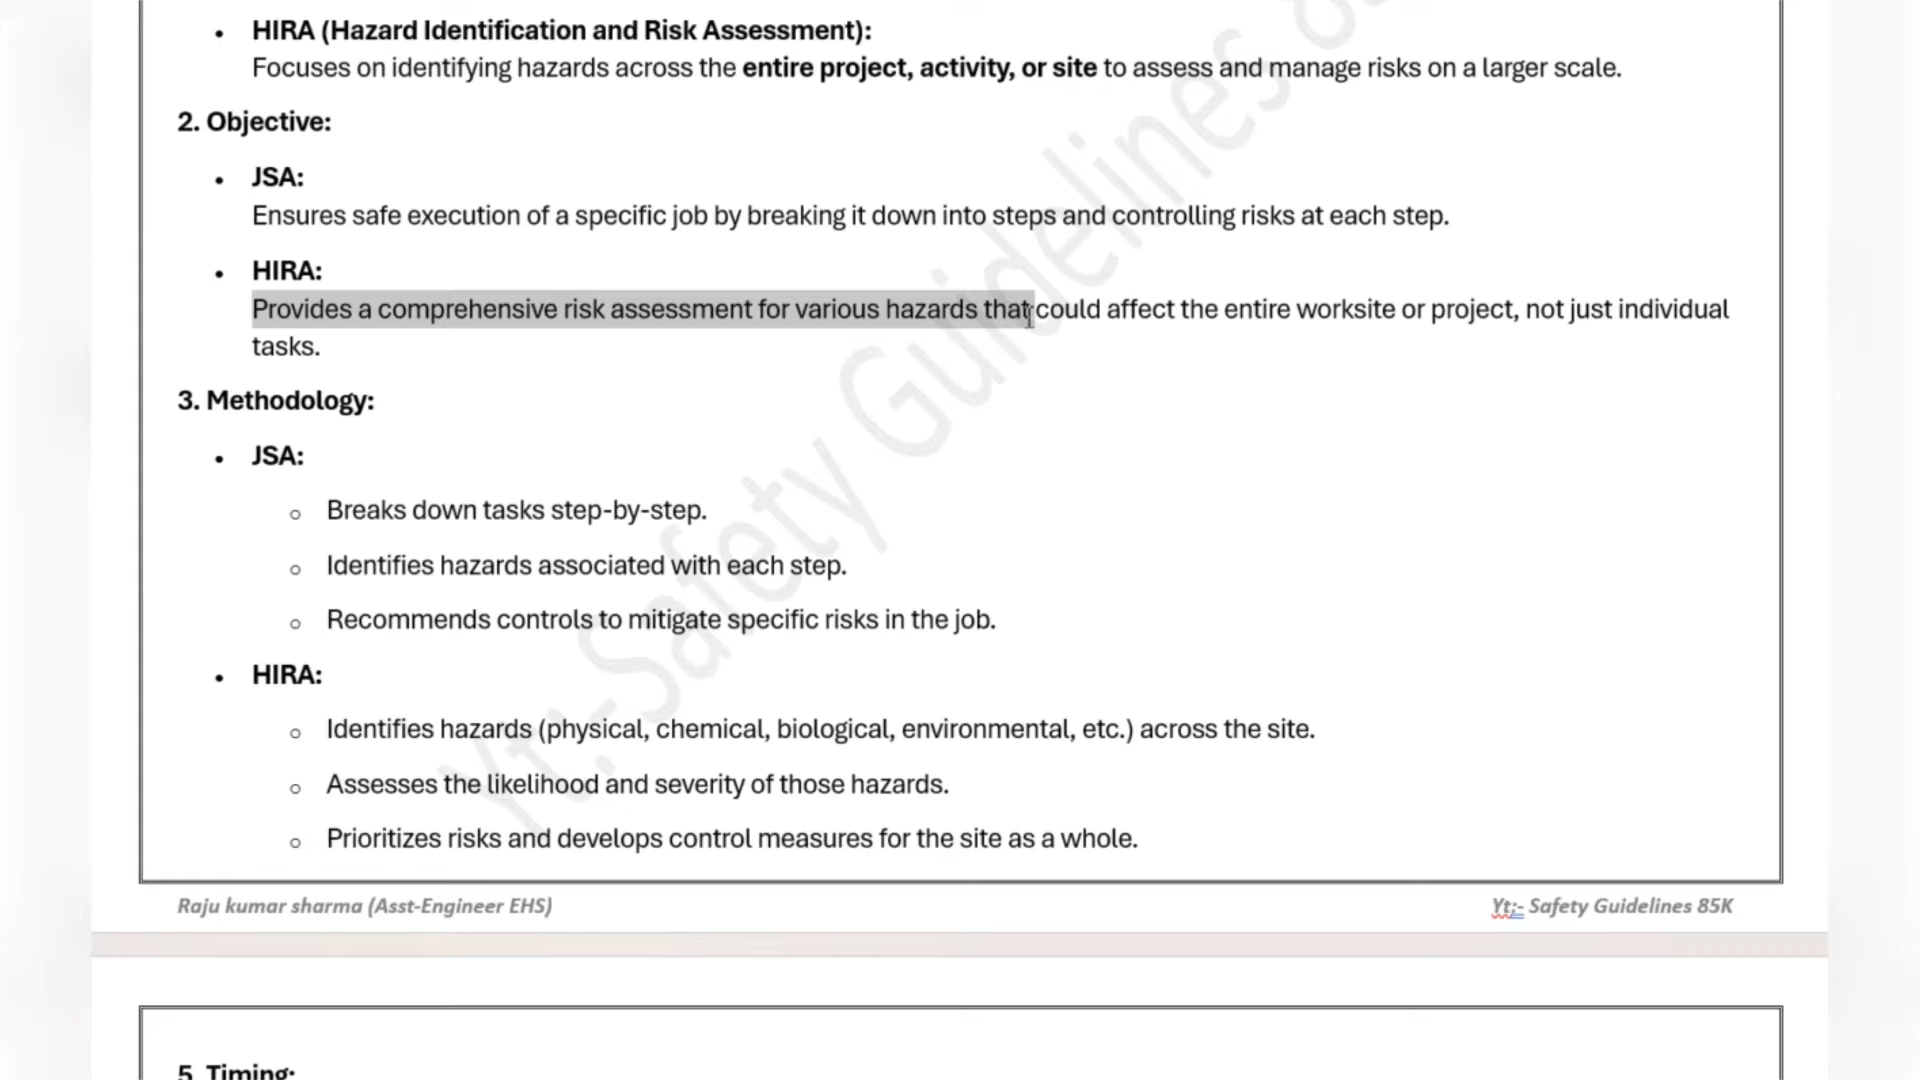 • HIRA (Hazard Identification and Risk Assessment):
Focuses on identifying hazards across the entire project, activity, or site to assess and manage risks on a larger scale.
2. Objective:
• JSA:
Ensures safe execution of a specific job by breaking it down into steps and controlling risks at each step.
• HIRA:
Provides a comprehensive risk assessment for various hazards that could affect the entire worksite or project, not just individual
tasks.
3. Methodology:
• JSA:
o Breaks down tasks step-by-step.
o Identifies hazards associated with each step.
o Recommends controls to mitigate specific risks in the job.
• HIRA:
o Identifies hazards (physical, chemical, biological, environmental, etc.) across the site.
o Assesses the likelihood and severity of those hazards.
o Prioritizes risks and develops control measures for the site as a whole.
Yt:-Safety Guidelines
Raju kumar sharma (Asst-Engineer EHS)
Yt:- Safety Guidelines 85K
5. Timing: